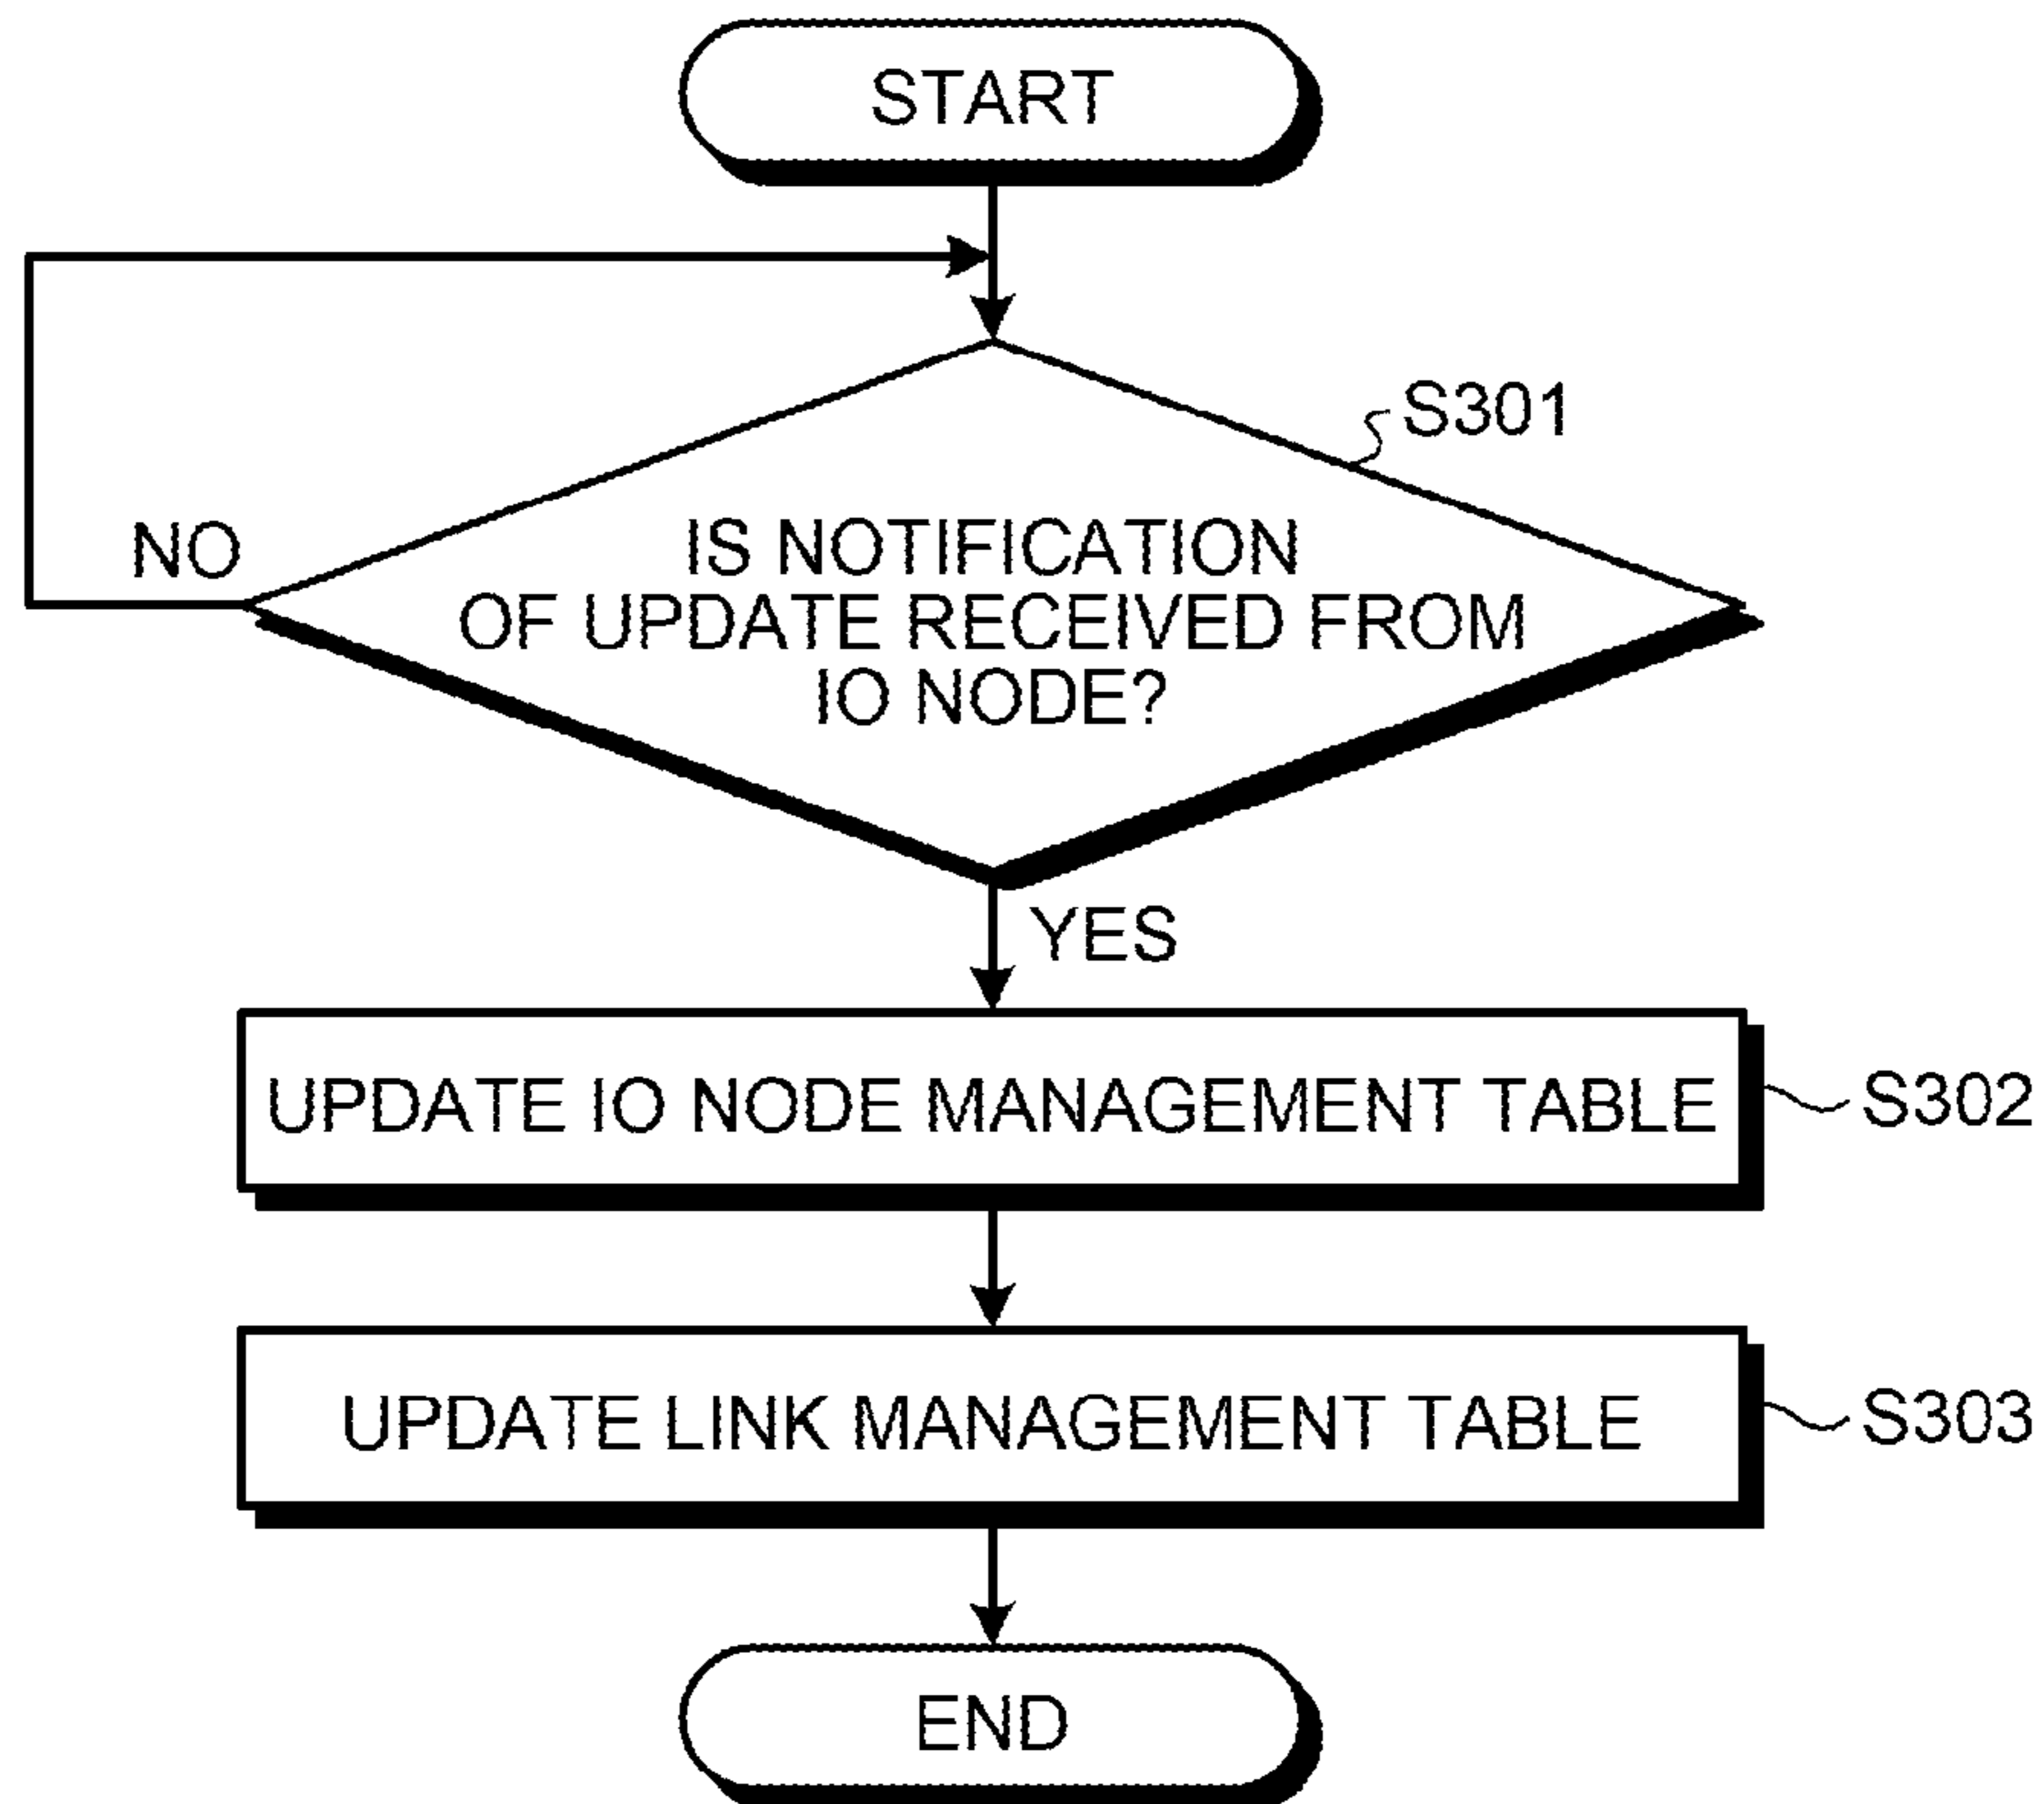 START
S301
NO
IS NOTIFICATION
OF UPDATE RECEIVED FROM
IO NODE?
YES
UPDATE IO NODE MANAGEMENT TABLE
S302
UPDATE LINK MANAGEMENT TABLE
S303
END